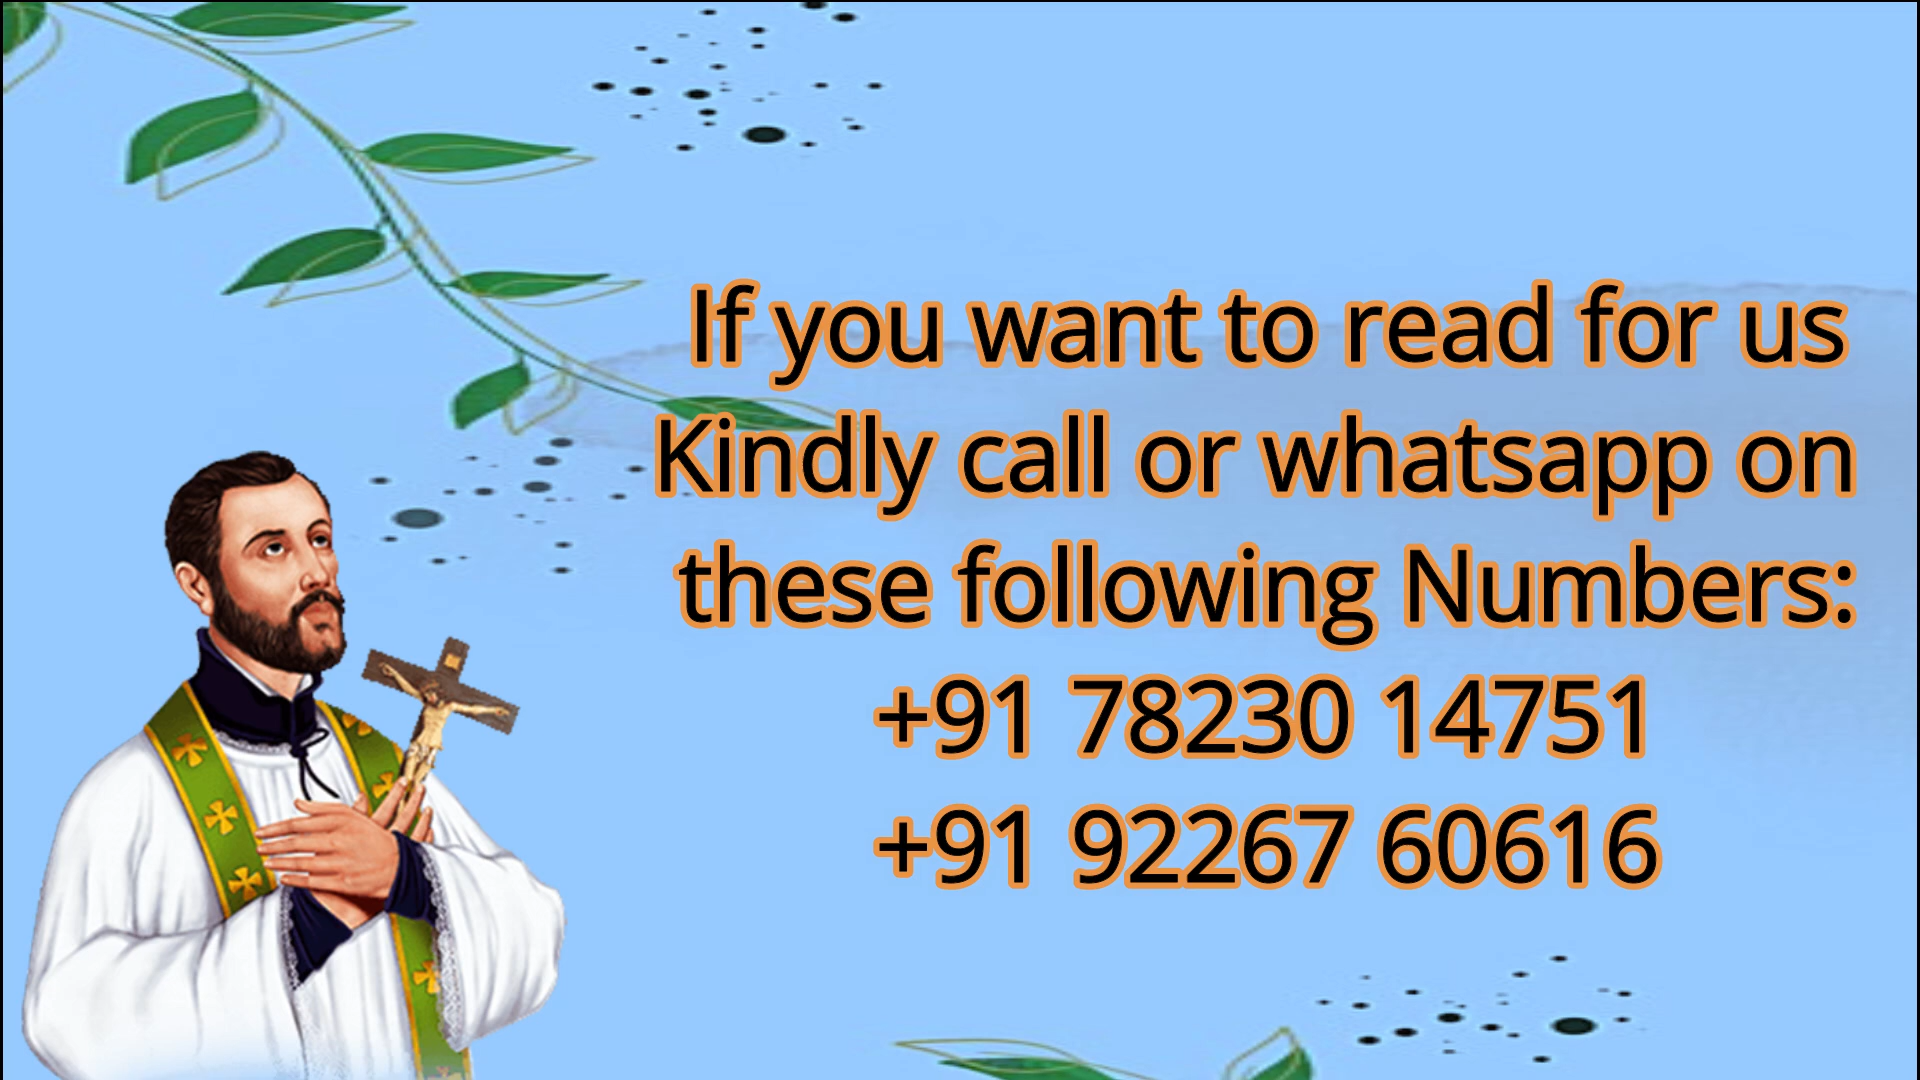 If you want to read for us
Kindly call or whatsapp on
these following Numbers:
+91 78230 14751
+91 92267 60616